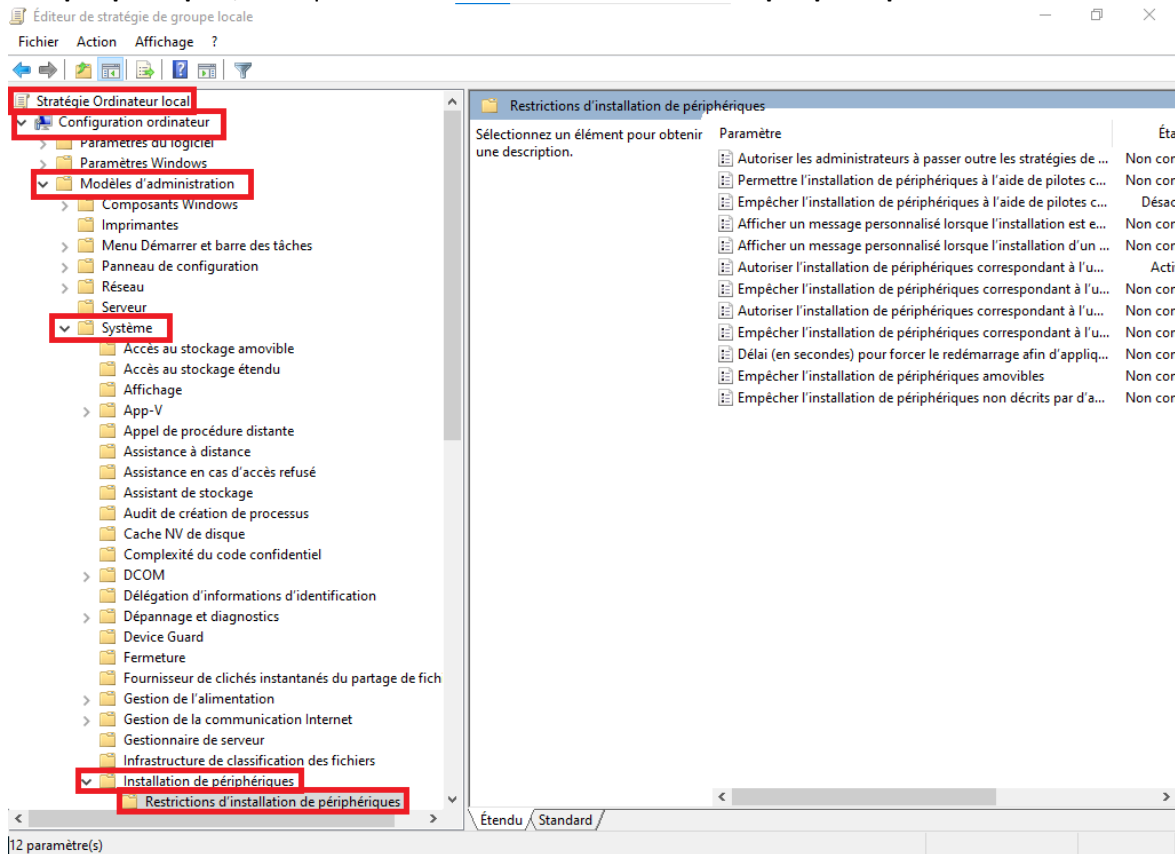 Éditeur de stratégie de groupe locale
Fichier Action Affichage ?
Stratégie Ordinateur local
Configuration ordinateur
Paramètres du logiciel
Paramètres Windows
Modèles d'administration
Composants Windows
Imprimantes
Menu Démarrer et barre des tâches
Panneau de configuration
Réseau
Serveur
Système
Accès au stockage amovible
Accès au stockage étendu
Affichage
App-V
Appel de procédure distante
Assistance à distance
Assistance en cas d'accès refusé
Assistant de stockage
Audit de création de processus
Cache NV de disque
Complexité du code confidentiel
DCOM
Délégation d'informations d'identification
Dépannage et diagnostics
Device Guard
Fermeture
Fournisseur de clichés instantanés du partage de fich
Gestion de l'alimentation
Gestion de la communication Internet
Gestionnaire de serveur
Infrastructure de classification des fichiers
Installation de périphériques
Restrictions d'installation de périphériques
Restrictions d'installation de périphériques
Sélectionnez un élément pour obtenir
une description.
Paramètre Éta
Autoriser les administrateurs à passer outre les stratégies de ... Non con
Permettre l'installation de périphériques à l'aide de pilotes c... Non con
Empêcher l'installation de périphériques à l'aide de pilotes c... Désac
Afficher un message personnalisé lorsque l'installation est e... Non con
Afficher un message personnalisé lorsque l'installation d'un ... Non con
Autoriser l'installation de périphériques correspondant à l'u... Acti
Empêcher l'installation de périphériques correspondant à l'u... Non con
Autoriser l'installation de périphériques correspondant à l'u... Non con
Empêcher l'installation de périphériques correspondant à l'u... Non con
Délai (en secondes) pour forcer le redémarrage afin d'appliq... Non con
Empêcher l'installation de périphériques amovibles Non con
Empêcher l'installation de périphériques non décrits par d'a... Non con
Étendu Standard
12 paramètre(s)